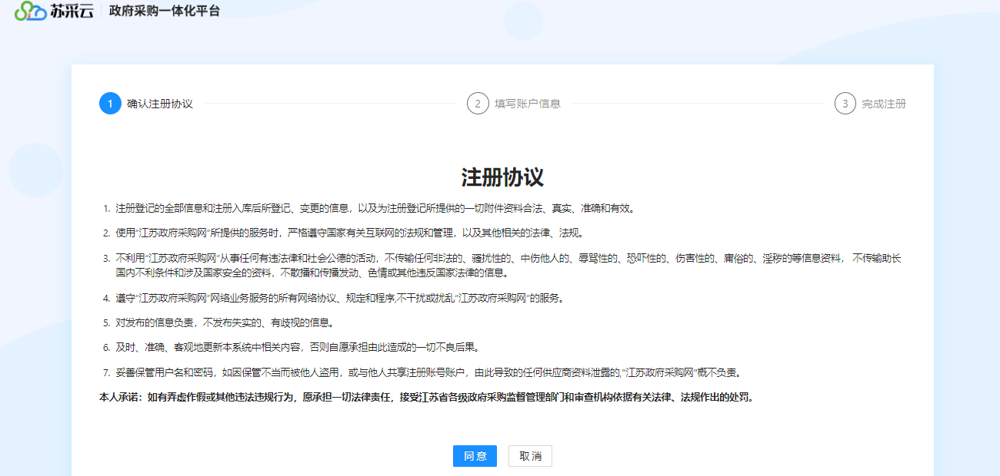 苏采云 政府采购一体化平台
1 确认注册协议 2 填写账户信息 3 完成注册
注册协议
1. 注册登记的全部信息和注册入库后所登记、变更的信息，以及为注册登记所提供的一切附件资料合法、真实、准确和有效。
2. 使用"江苏政府采购网"所提供的服务时，严格遵守国家有关互联网的法规和管理，以及其他相关的法律、法规。
3. 不利用"江苏政府采购网"从事任何有违法律和社会公德的活动，不传输任何非法的、骚扰性的、中伤他人的、辱骂性的、恐吓性的、伤害性的、庸俗的、淫秽的等信息资料， 不传输助长
国内不利条件和涉及国家安全的资料，不散播和传播发动、色情或其他违反国家法律的信息。
4. 遵守"江苏政府采购网"网络业务服务的所有网络协议、规定和程序,不干扰或扰乱"江苏政府采购网"的服务。
5. 对发布的信息负责，不发布失实的、有歧视的信息。
6. 及时、准确、客观地更新本系统中相关内容，否则自愿承担由此造成的一切不良后果。
7. 妥善保管用户名和密码，如因保管不当而被他人盗用，或与他人共享注册账号账户，由此导致的任何供应商资料泄露的,"江苏政府采购网"概不负责。
本人承诺：如有弄虚作假或其他违法违规行为，愿承担一切法律责任，接受江苏省各级政府采购监督管理部门和审查机构依据有关法律、法规作出的处罚。
同意 取消